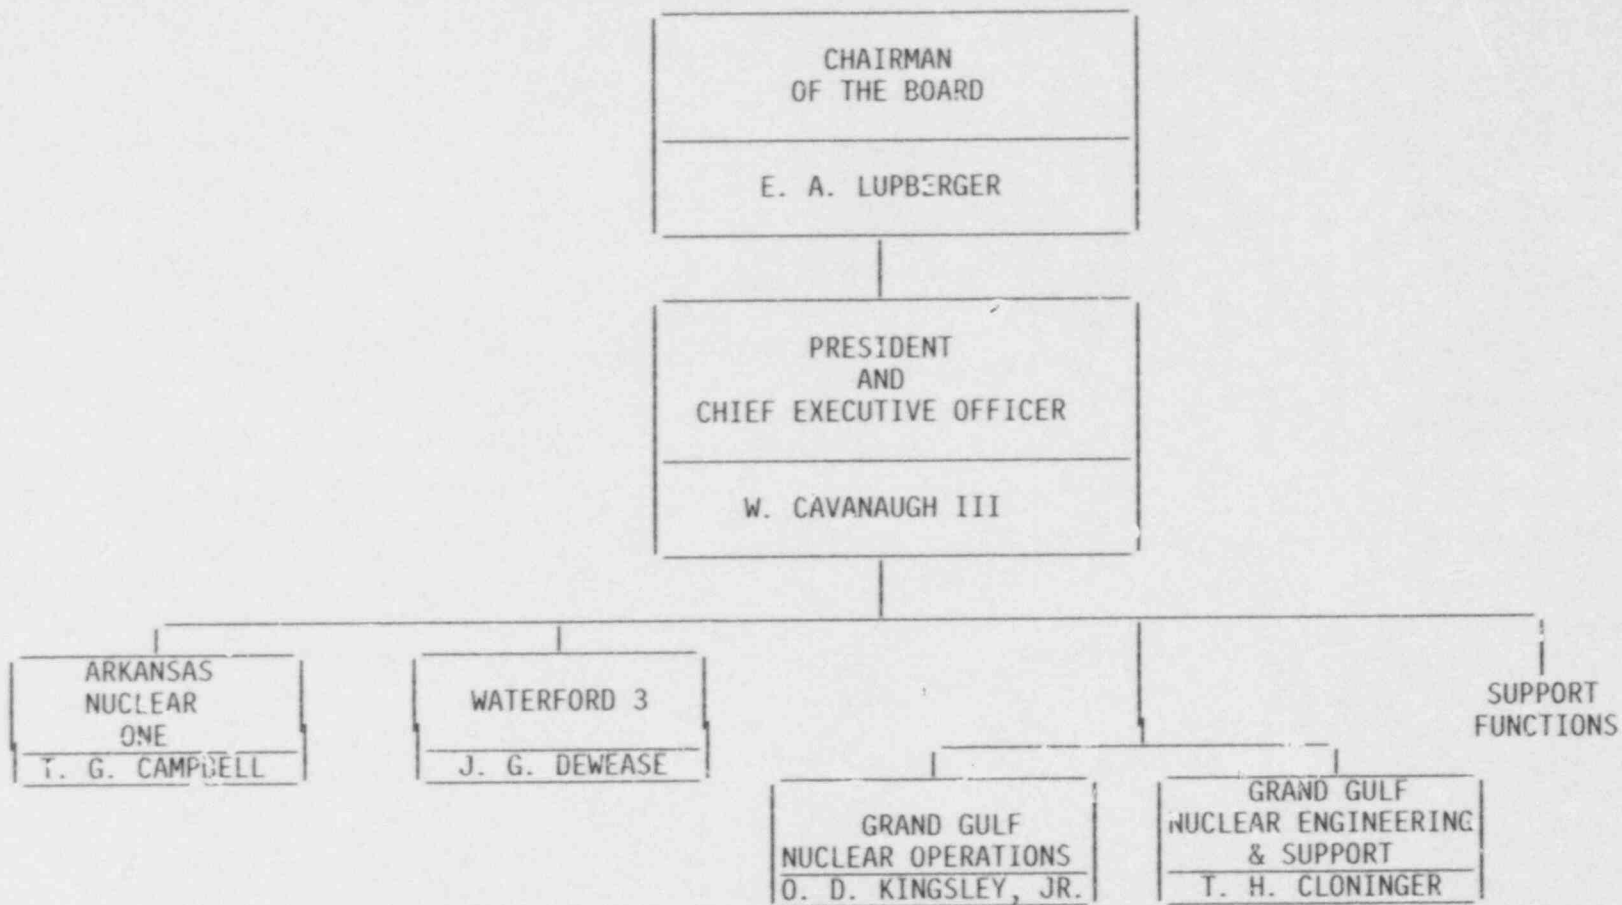 CHAIRMAN
OF THE BOARD
E. A. LUPBERGER
PRESIDENT
AND
CHIEF EXECUTIVE OFFICER
W. CAVANAUGH III
ARKANSAS
NUCLEAR
ONE
T. G. CAMPBELL
WATERFORD 3
J. G. DEWEASE
GRAND GULF
NUCLEAR OPERATIONS
O. D. KINGSLEY, JR.
GRAND GULF
NUCLEAR ENGINEERING
& SUPPORT
T. H. CLONINGER
SUPPORT
FUNCTIONS